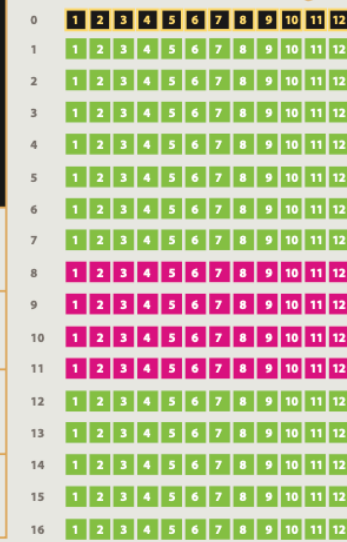 0 1 2 3 4 5 6 7 8 9 10 11 12
1 1 2 3 4 5 6 7 8 9 10 11 12
2 1 2 3 4 5 6 7 8 9 10 11 12
3 1 2 3 4 5 6 7 8 9 10 11 12
4 1 2 3 4 5 6 7 8 9 10 11 12
5 1 2 3 4 5 6 7 8 9 10 11 12
6 1 2 3 4 5 6 7 8 9 10 11 12
7 1 2 3 4 5 6 7 8 9 10 11 12
8 1 2 3 4 5 6 7 8 9 10 11 12
9 1 2 3 4 5 6 7 8 9 10 11 12
10 1 2 3 4 5 6 7 8 9 10 11 12
11 1 2 3 4 5 6 7 8 9 10 11 12
12 1 2 3 4 5 6 7 8 9 10 11 12
13 1 2 3 4 5 6 7 8 9 10 11 12
14 1 2 3 4 5 6 7 8 9 10 11 12
15 1 2 3 4 5 6 7 8 9 10 11 12
16 1 2 3 4 5 6 7 8 9 10 11 12